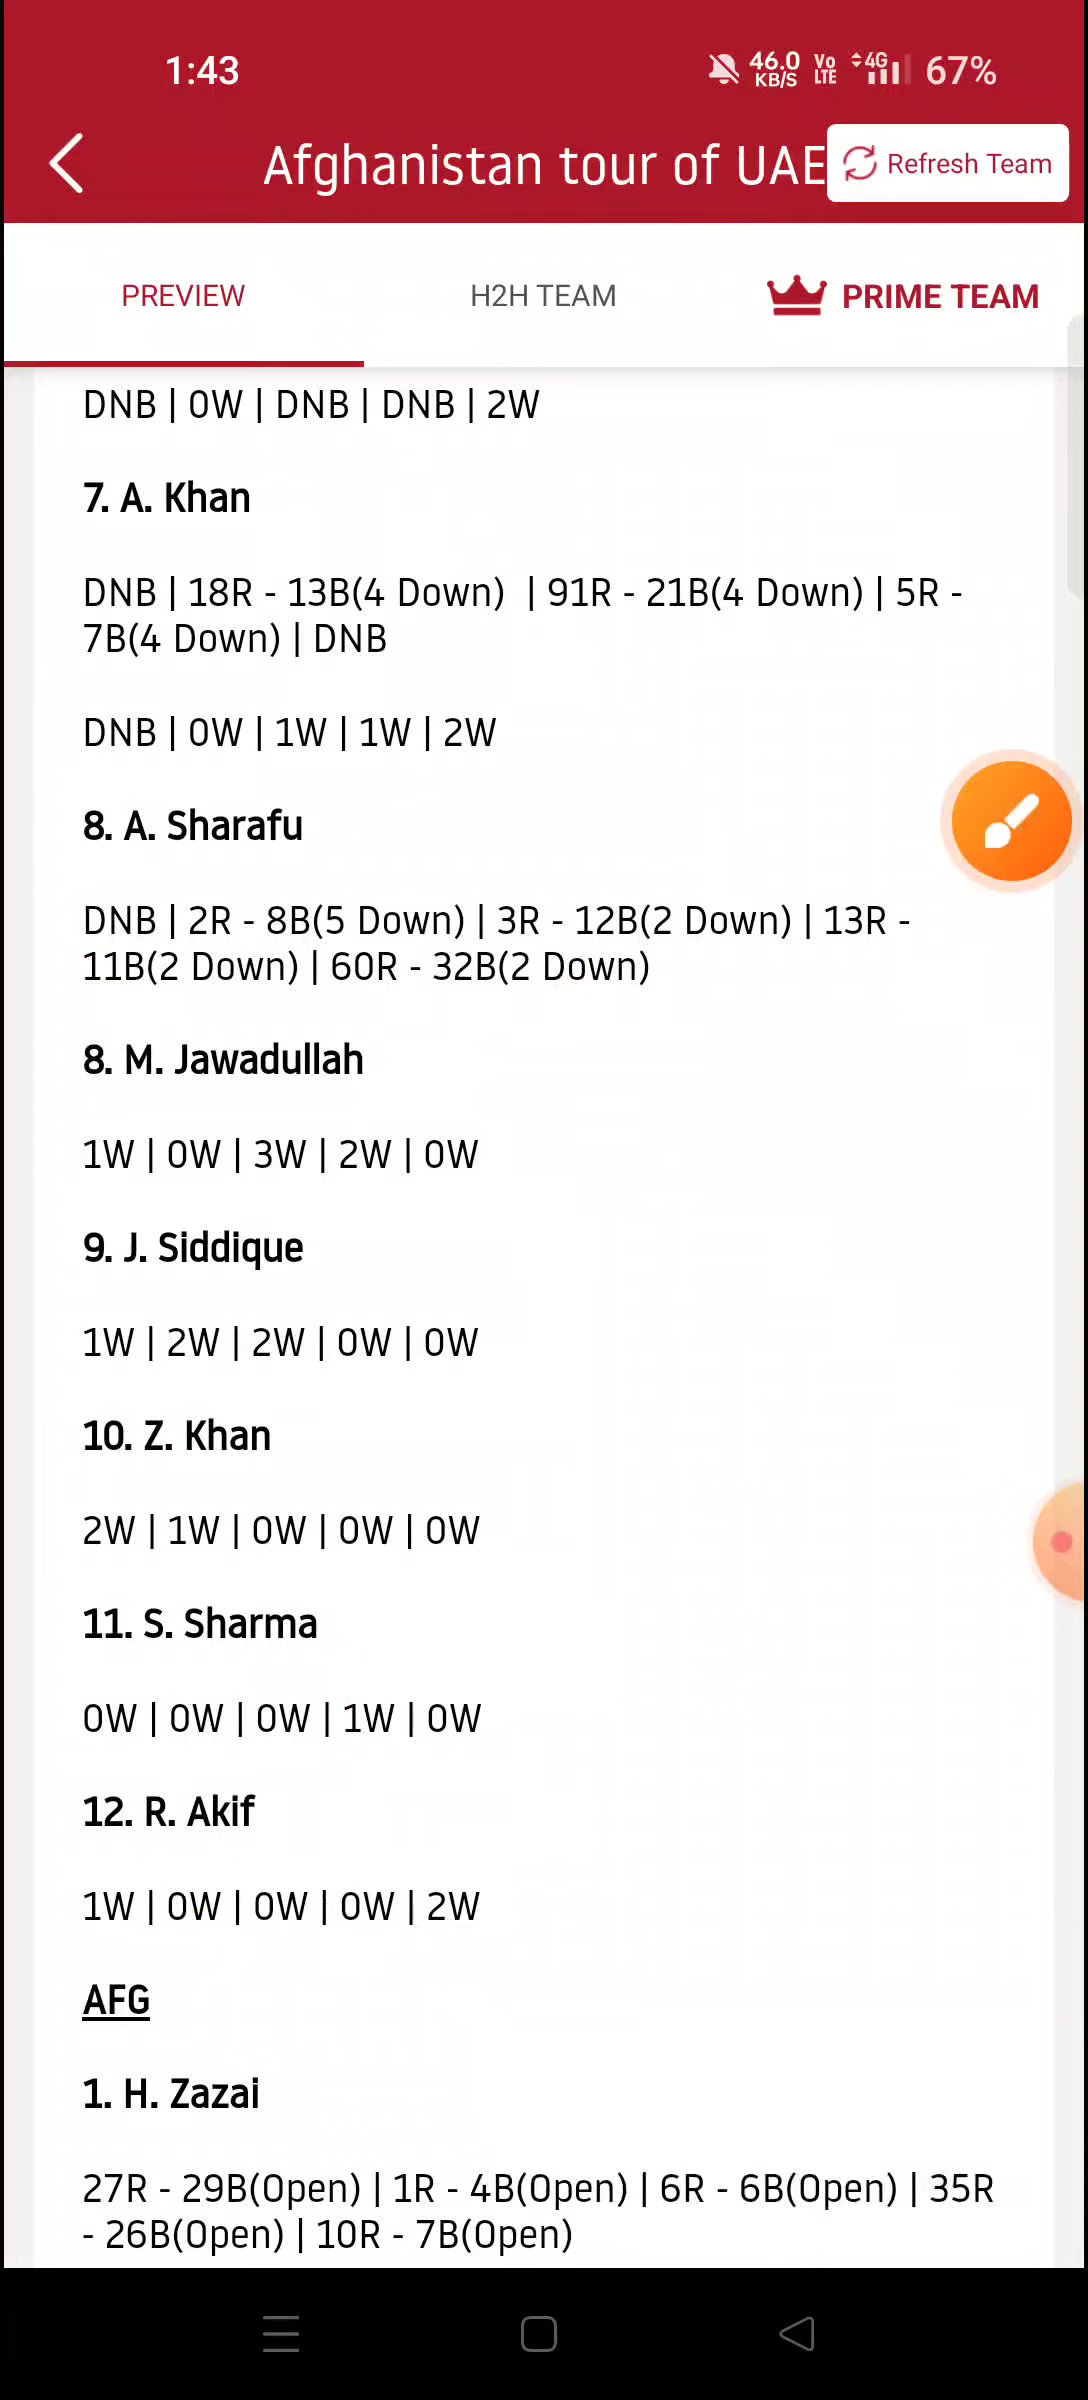 1:43
46.0 KB/S Vo LTE 4G 67%
Afghanistan tour of UAE
Refresh Team
PREVIEW
H2H TEAM
PRIME TEAM
DNB | 0W | DNB | DNB | 2W
7. A. Khan
DNB | 18R - 13B(4 Down) | 91R - 21B(4 Down) | 5R -
7B(4 Down) | DNB
DNB | 0W | 1W | 1W | 2W
8. A. Sharafu
DNB | 2R - 8B(5 Down) | 3R - 12B(2 Down) | 13R -
11B(2 Down) | 60R - 32B(2 Down)
8. M. Jawadullah
1W | 0W | 3W | 2W | 0W
9. J. Siddique
1W | 2W | 2W | 0W | 0W
10. Z. Khan
2W | 1W | 0W | 0W | 0W
11. S. Sharma
0W | 0W | 0W | 1W | 0W
12. R. Akif
1W | 0W | 0W | 0W | 2W
AFG
1. H. Zazai
27R - 29B(Open) | 1R - 4B(Open) | 6R - 6B(Open) | 35R
- 26B(Open) | 10R - 7B(Open)